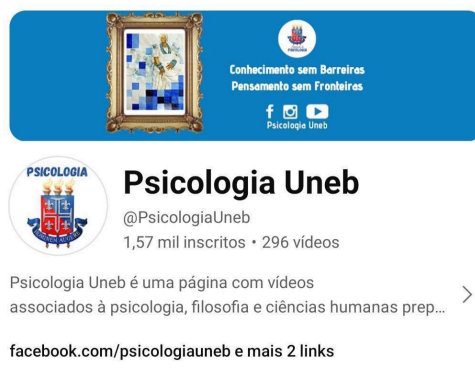 Conhecimento sem Barreiras
Pensamento sem Fronteiras
Psicologia Uneb
PSICOLOGIA
Psicologia Uneb
@PsicologiaUneb
1,57 mil inscritos • 296 vídeos
Psicologia Uneb é uma página com vídeos
associados à psicologia, filosofia e ciências humanas prep...
facebook.com/psicologiauneb e mais 2 links